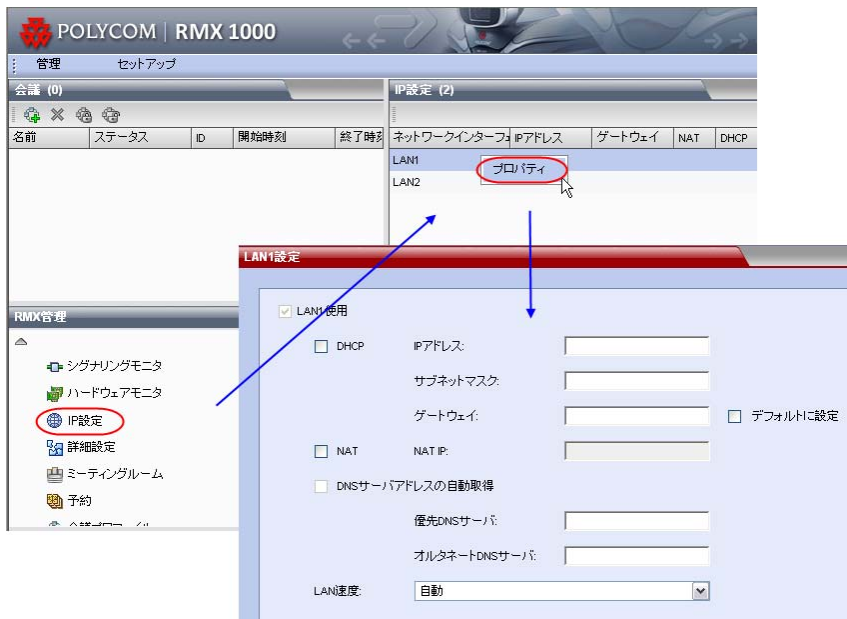 POLYCOM | RMX 1000
管理 セットアップ
会議 (0)
名前 ステータス ID 開始時刻 終了時刻
IP設定 (2)
ネットワークインターフェ IPアドレス ゲートウェイ NAT DHCP
LAN1
プロパティ
LAN2
RMX管理
シグナリングモニタ
ハードウェアモニタ
IP設定
詳細設定
ミーティングルーム
予約
LAN1設定
LAN1使用
DHCP IPアドレス:
サブネットマスク:
ゲートウェイ: デフォルトに設定
NAT NAT IP:
DNSサーバアドレスの自動取得
優先DNSサーバ:
オルタネートDNSサーバ:
LAN速度: 自動